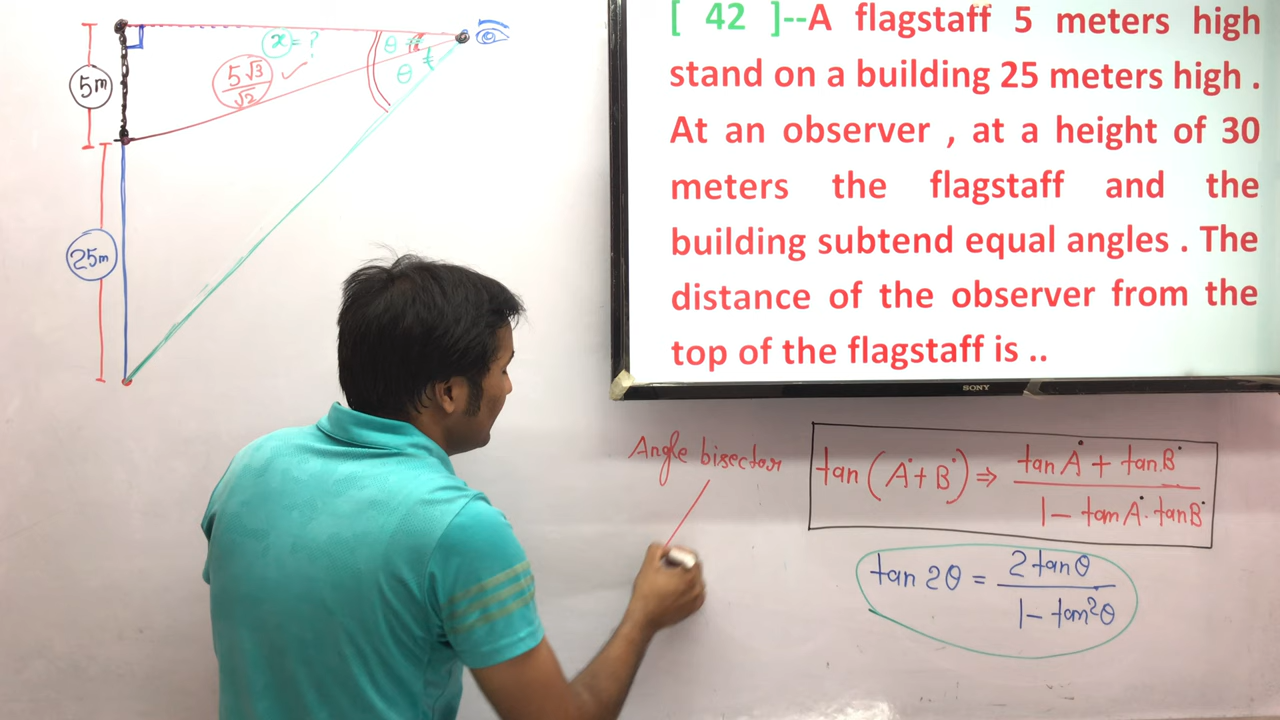 5m
25m
x = ?
5√3
√2
θ
θ
[ 42 ]--A flagstaff 5 meters high
stand on a building 25 meters high .
At an observer , at a height of 30
meters the flagstaff and the
building subtend equal angles . The
distance of the observer from the
top of the flagstaff is ..
SONY
Angle bisector
tan (A + B) ⇒ tan A + tan B
1 - tan A . tan B
tan 2θ = 2 tan θ
1 - tan²θ